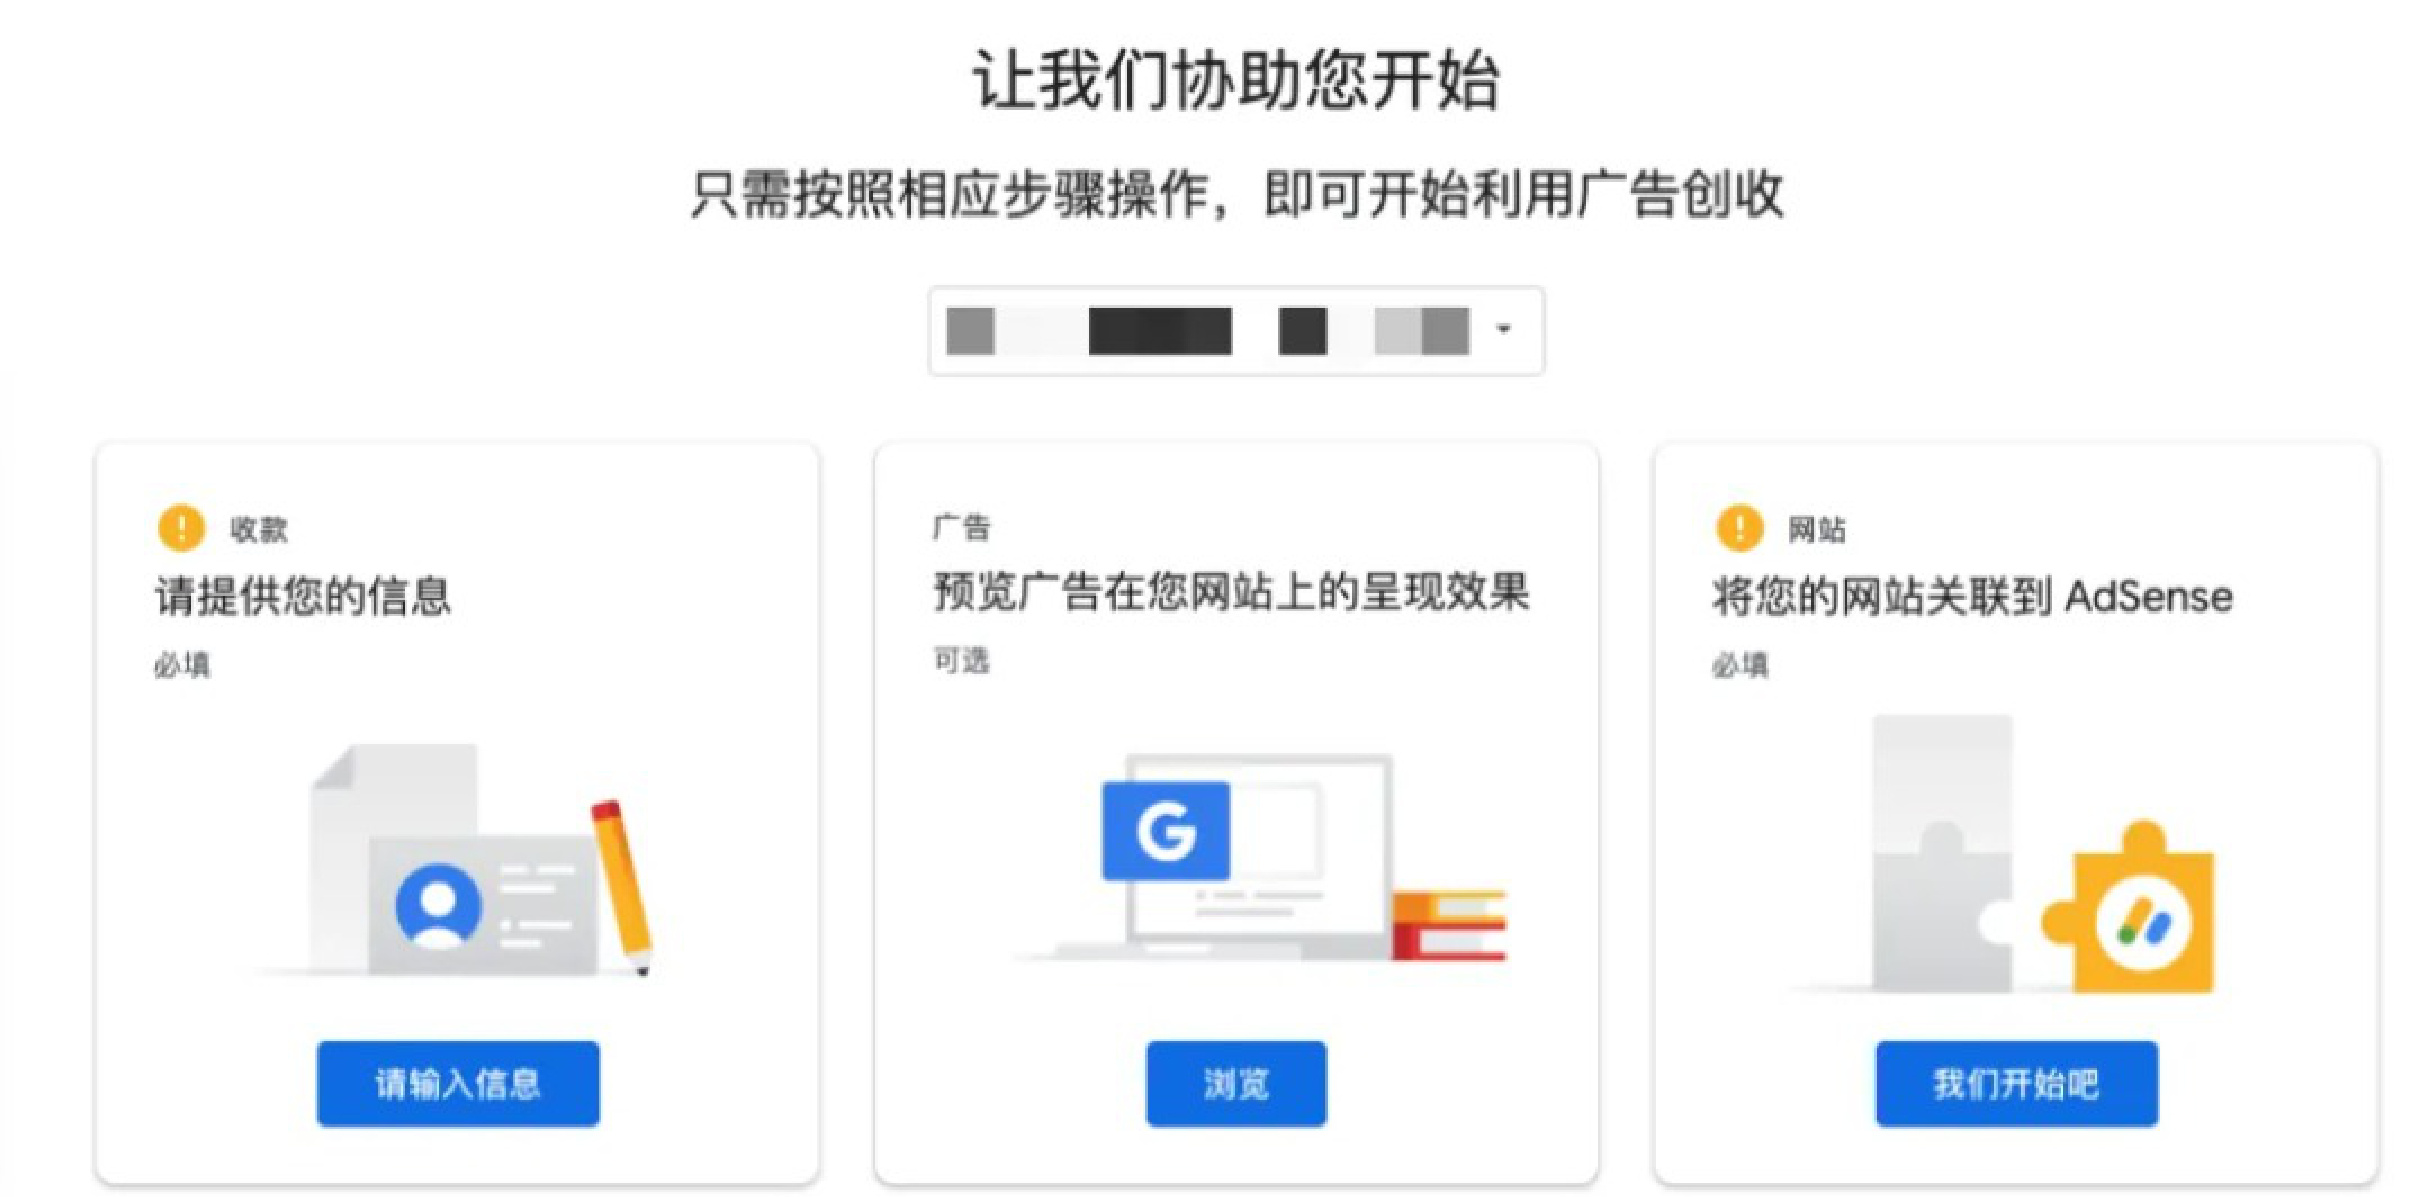 让我们协助您开始
只需按照相应步骤操作，即可开始利用广告创收
收款
请提供您的信息
必填
请输入信息
广告
预览广告在您网站上的呈现效果
可选
G
浏览
网站
将您的网站关联到 AdSense
必填
我们开始吧